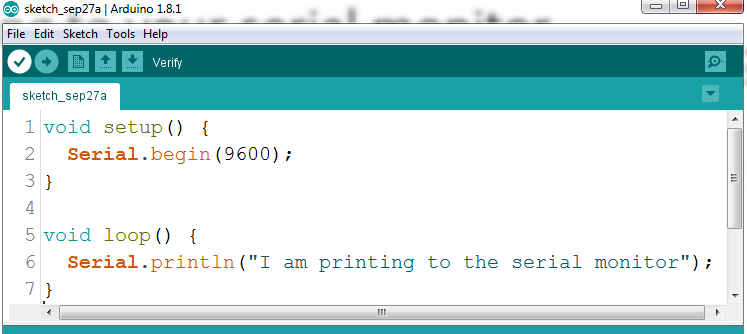 sketch_sep27a | Arduino 1.8.1
File Edit Sketch Tools Help
Verify
sketch_sep27a
1 void setup() {
2   Serial.begin(9600);
3 }
4
5 void loop() {
6   Serial.println("I am printing to the serial monitor");
7 }